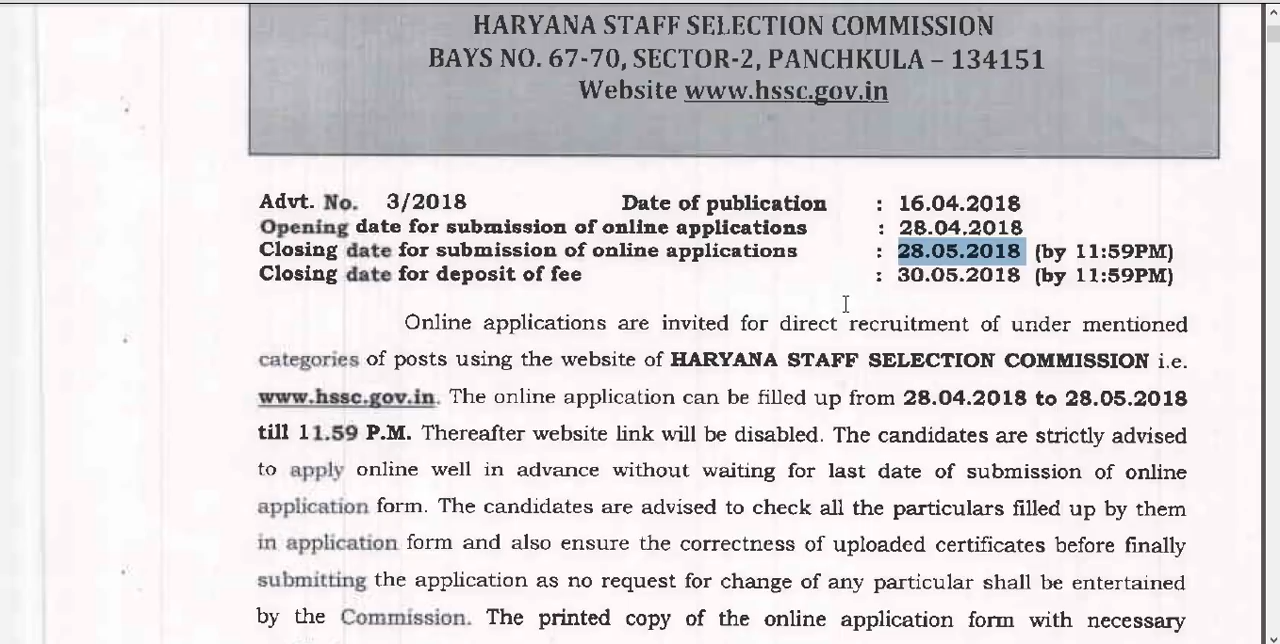 HARYANA STAFF SELECTION COMMISSION
BAYS NO. 67-70, SECTOR-2, PANCHKULA – 134151
Website www.hssc.gov.in
Advt. No. 3/2018 Date of publication : 16.04.2018
Opening date for submission of online applications : 28.04.2018
Closing date for submission of online applications : 28.05.2018 (by 11:59PM)
Closing date for deposit of fee : 30.05.2018 (by 11:59PM)
Online applications are invited for direct recruitment of under mentioned
categories of posts using the website of HARYANA STAFF SELECTION COMMISSION i.e.
www.hssc.gov.in. The online application can be filled up from 28.04.2018 to 28.05.2018
till 11.59 P.M. Thereafter website link will be disabled. The candidates are strictly advised
to apply online well in advance without waiting for last date of submission of online
application form. The candidates are advised to check all the particulars filled up by them
in application form and also ensure the correctness of uploaded certificates before finally
submitting the application as no request for change of any particular shall be entertained
by the Commission. The printed copy of the online application form with necessary